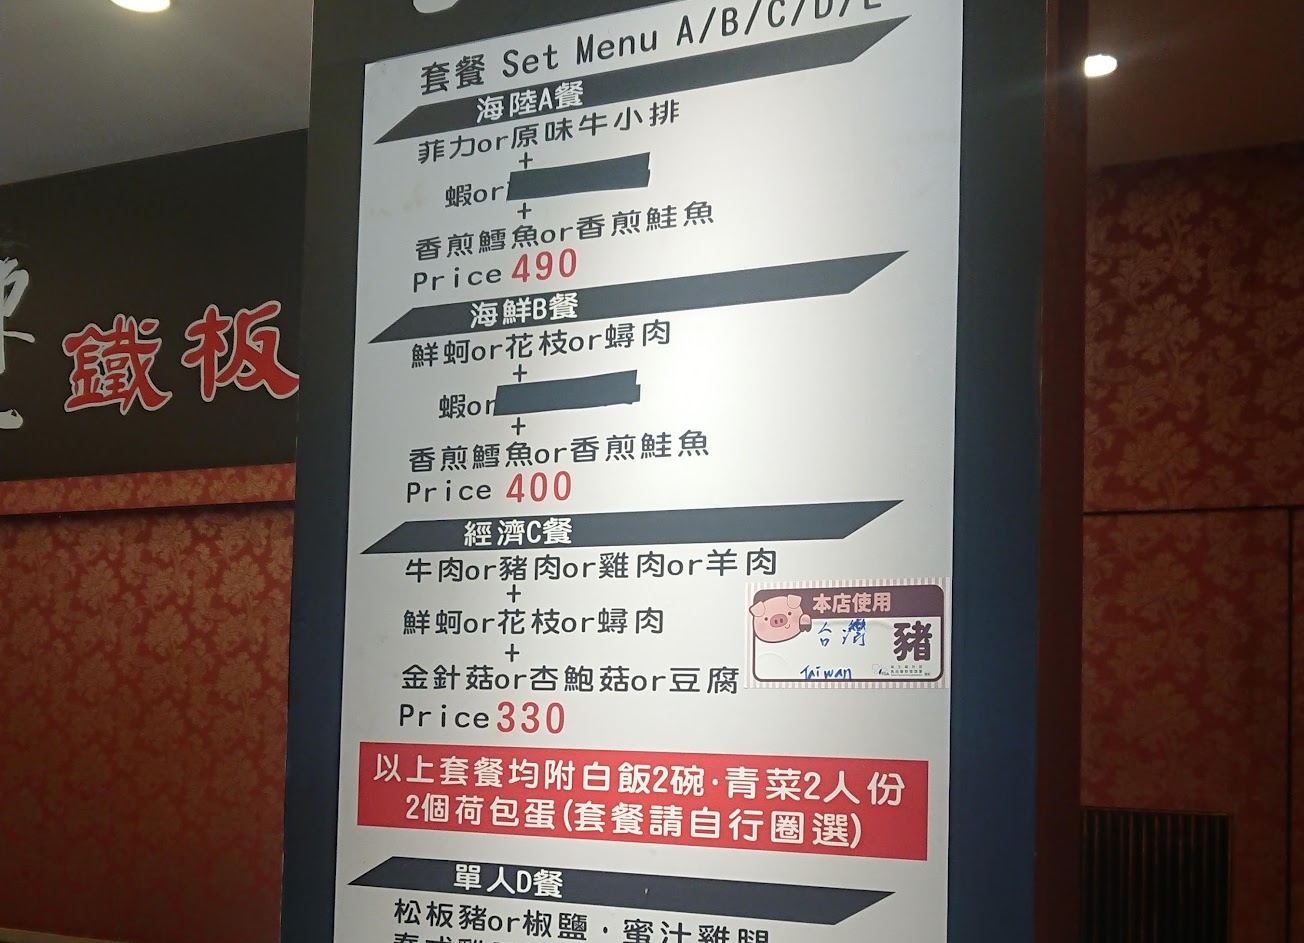 套餐 Set Menu A/B/C/D/E
海陸A餐
菲力or原味牛小排
+
蝦or
+
香煎鱈魚or香煎鮭魚
Price 490
海鮮B餐
鮮蚵or花枝or蟳肉
+
蝦or
+
香煎鱈魚or香煎鮭魚
Price 400
經濟C餐
牛肉or豬肉or雞肉or羊肉
+
鮮蚵or花枝or蟳肉
+
金針菇or杏鮑菇or豆腐
Price 330
本店使用
台灣 豬
Taiwan
以上套餐均附白飯2碗·青菜2人份
2個荷包蛋(套餐請自行圈選)
單人D餐
松板豬or椒鹽·蜜汁雞腿
鐵板